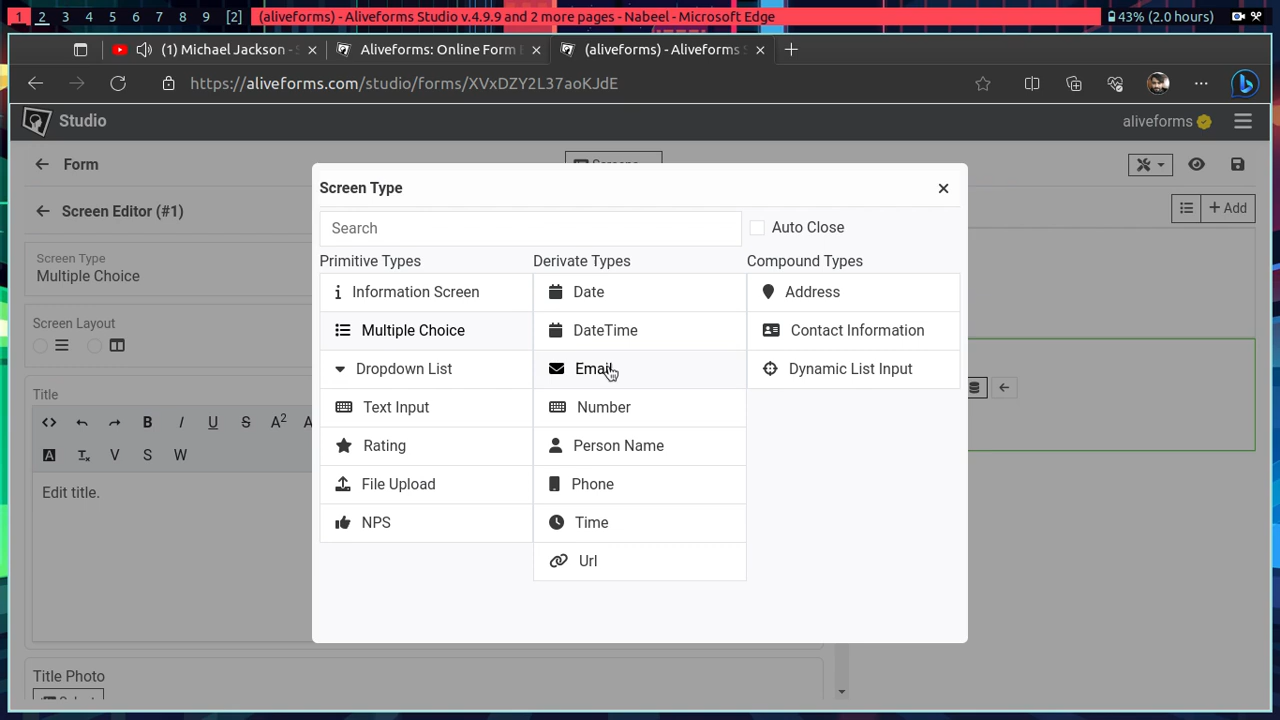 1 2 3 4 5 6 7 8 9 [2] (aliveforms) - Aliveforms Studio v.4.9.9 and 2 more pages - Nabeel - Microsoft Edge 43% (2.0 hours)
(1) Michael Jackson - Aliveforms: Online Form (aliveforms) - Aliveforms S
https://aliveforms.com/studio/forms/XVxDZY2L37aoKJdE
Studio aliveforms
Form
Screens
Screen Editor (#1)
+ Add
Screen Type
Multiple Choice
Screen Layout
Title
B I U S A2 A
A Tx V S W
Edit title.
Title Photo
Select
Screen Type
Search
Auto Close
Primitive Types
Information Screen
Multiple Choice
Dropdown List
Text Input
Rating
File Upload
NPS
Derivate Types
Date
DateTime
Email
Number
Person Name
Phone
Time
Url
Compound Types
Address
Contact Information
Dynamic List Input